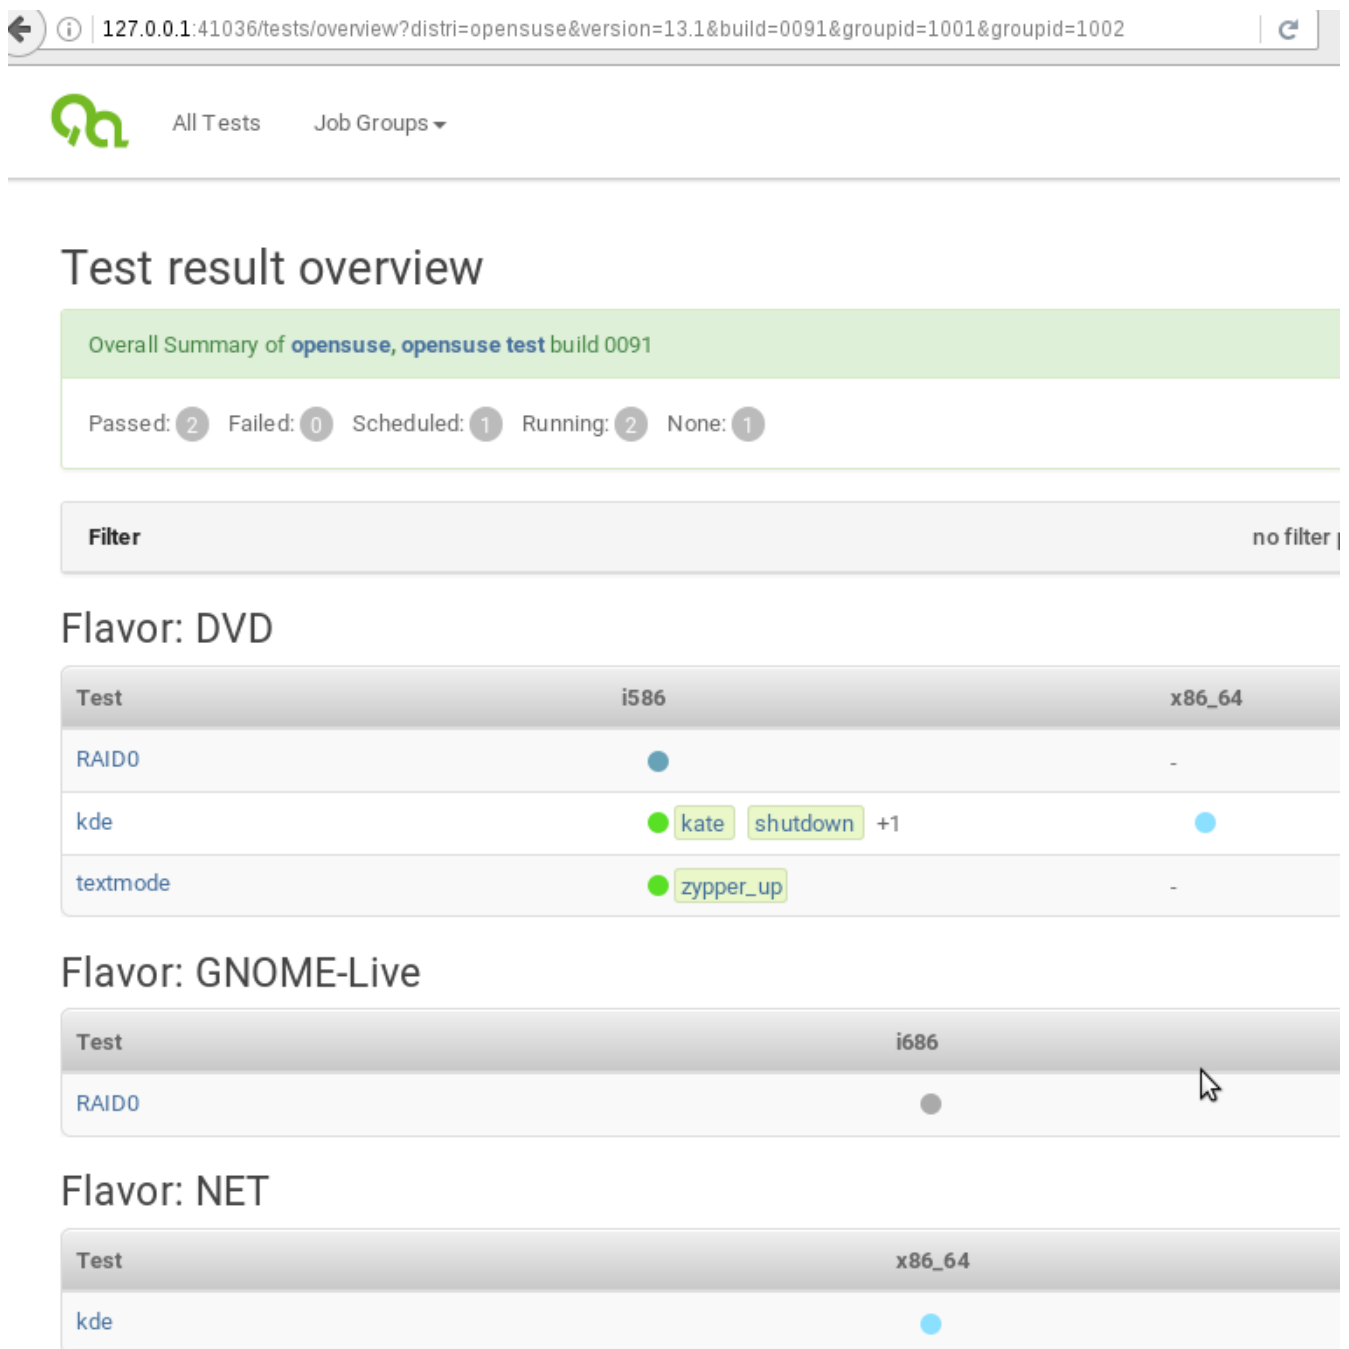 127.0.0.1:41036/tests/overview?distri=opensuse&version=13.1&build=0091&groupid=1001&groupid=1002
All Tests Job Groups
Test result overview
Overall Summary of opensuse, opensuse test build 0091
Passed: 2 Failed: 0 Scheduled: 1 Running: 2 None: 1
Filter no filter
Flavor: DVD
Test i586 x86_64
RAID0 -
kde kate shutdown +1
textmode zypper_up -
Flavor: GNOME-Live
Test i686
RAID0
Flavor: NET
Test x86_64
kde